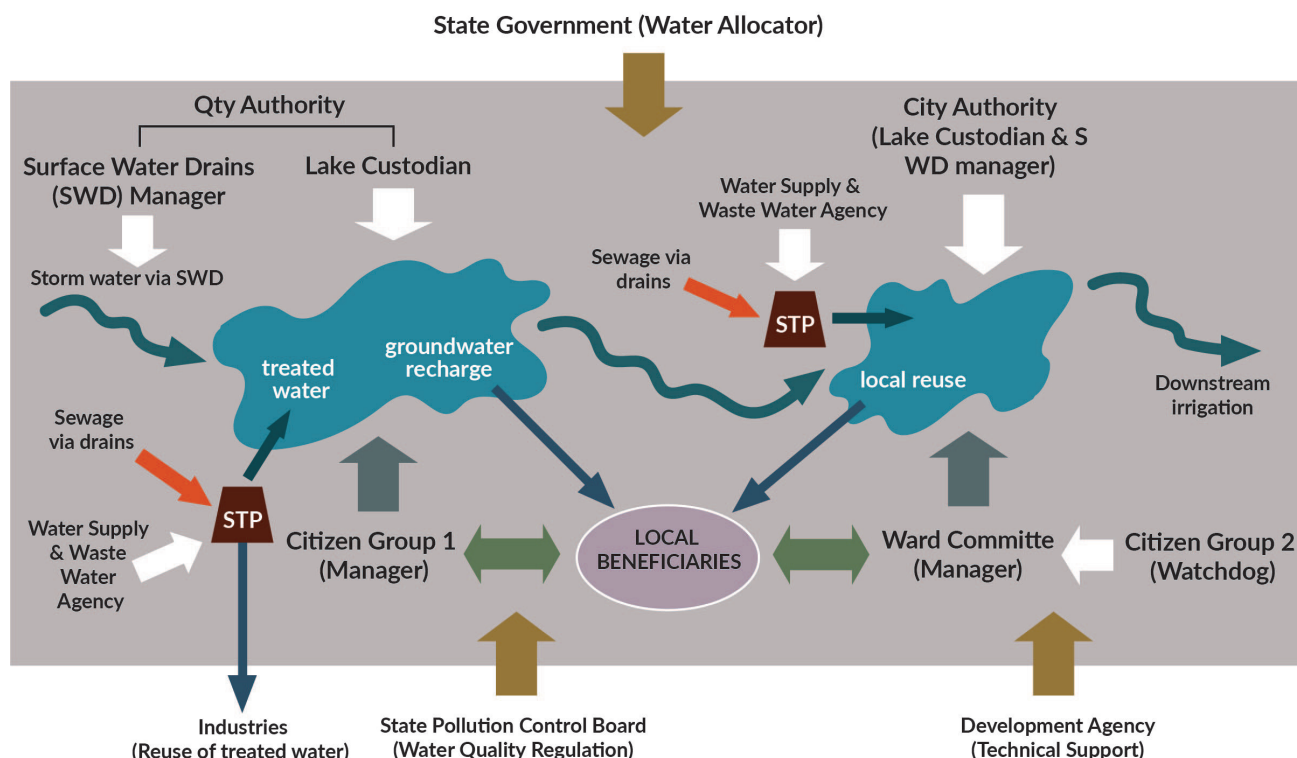 State Government (Water Allocator)
Qty Authority
Surface Water Drains
(SWD) Manager
Lake Custodian
City Authority
(Lake Custodian & S
WD manager)
Water Supply &
Waste Water Agency
Storm water via SWD
Sewage via
drains
STP
treated
water
groundwater
recharge
local reuse
Downstream
irrigation
Sewage
via drains
STP
Water Supply
& Waste
Water
Agency
Citizen Group 1
(Manager)
LOCAL
BENEFICIARIES
Ward Committe
(Manager)
Citizen Group 2
(Watchdog)
Industries
(Reuse of treated water)
State Pollution Control Board
(Water Quality Regulation)
Development Agency
(Technical Support)